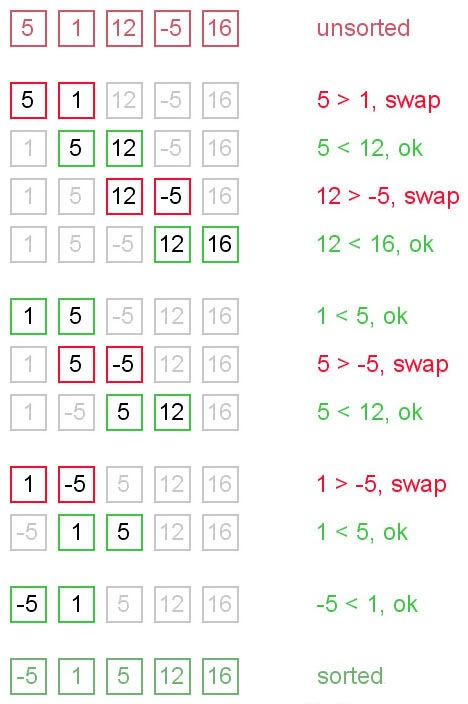 5 1 12 -5 16 unsorted
5 1 12 -5 16 5 > 1, swap
1 5 12 -5 16 5 < 12, ok
1 5 12 -5 16 12 > -5, swap
1 5 -5 12 16 12 < 16, ok
1 5 -5 12 16 1 < 5, ok
1 5 -5 12 16 5 > -5, swap
1 -5 5 12 16 5 < 12, ok
1 -5 5 12 16 1 > -5, swap
-5 1 5 12 16 1 < 5, ok
-5 1 5 12 16 -5 < 1, ok
-5 1 5 12 16 sorted